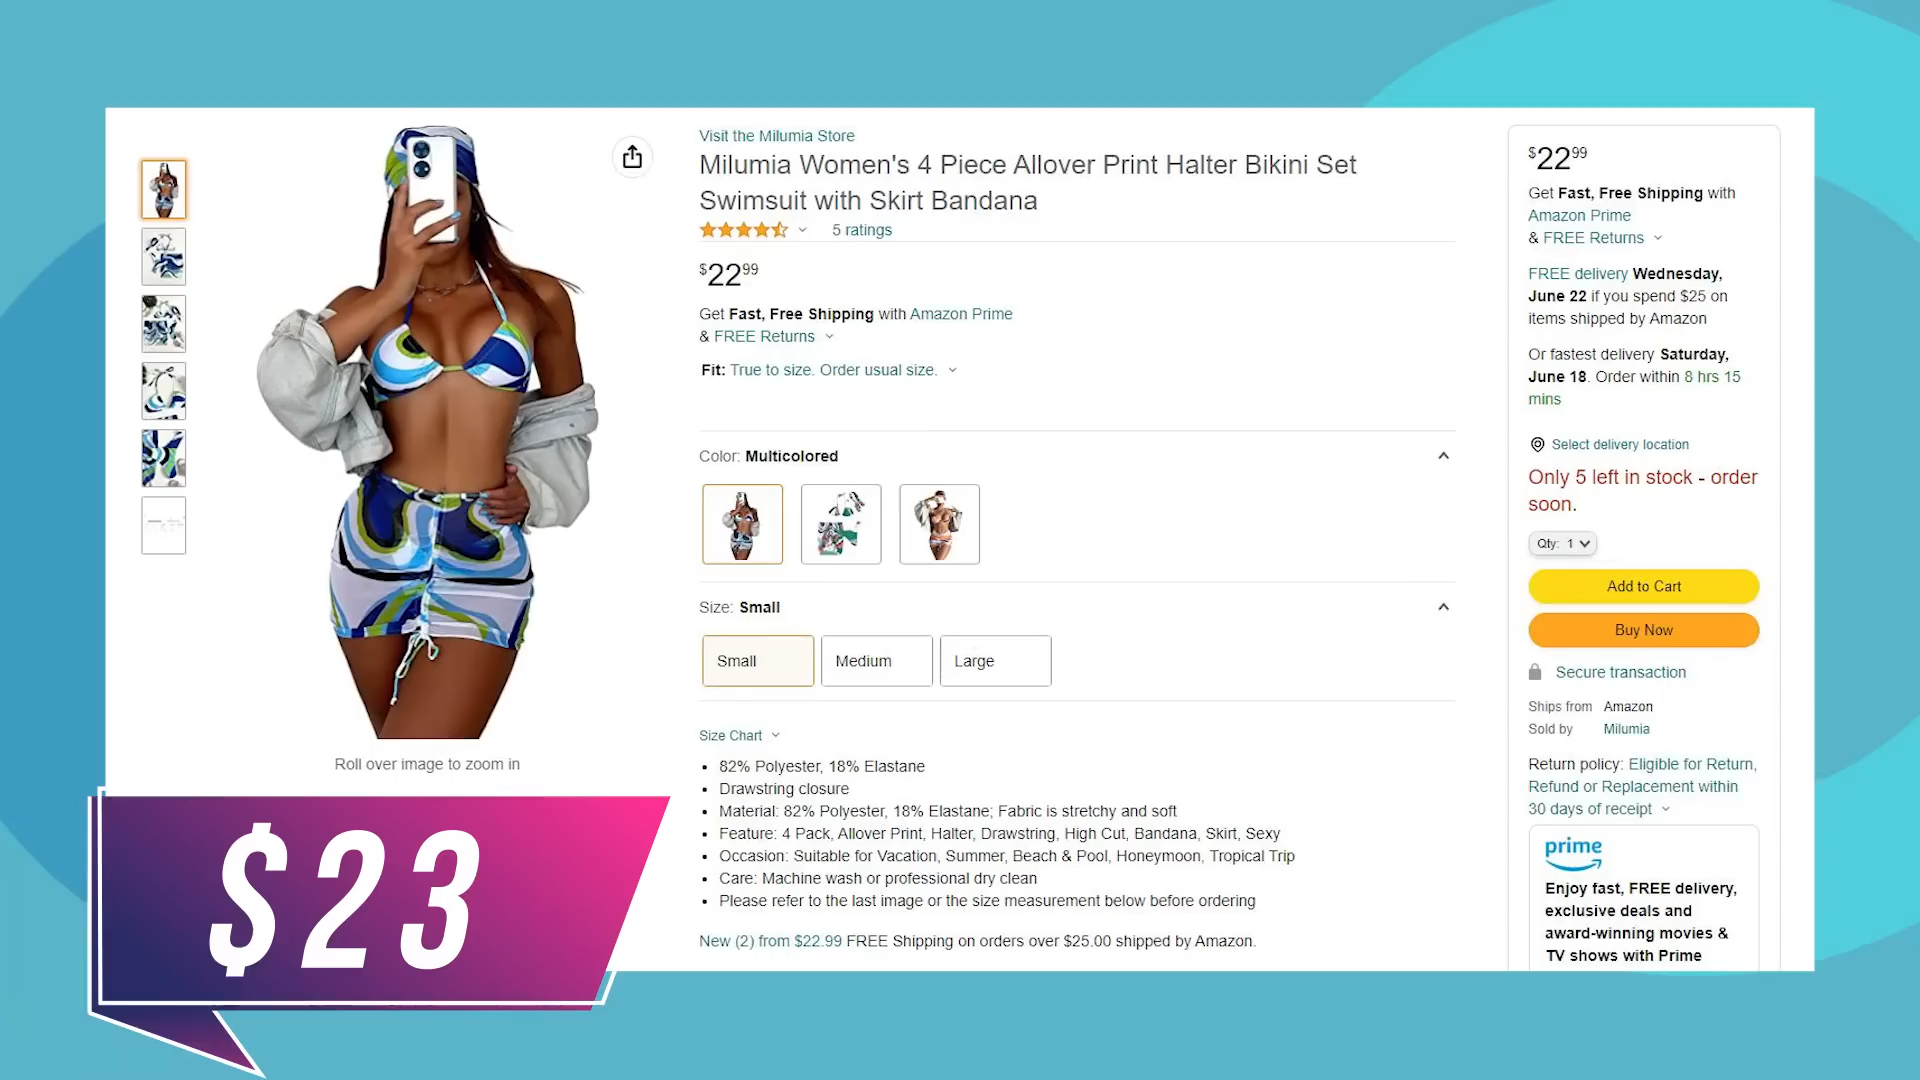 Visit the Milumia Store
Milumia Women's 4 Piece Allover Print Halter Bikini Set
Swimsuit with Skirt Bandana
5 ratings
$22 99
Get Fast, Free Shipping with Amazon Prime
& FREE Returns
Fit: True to size. Order usual size.
Color: Multicolored
Size: Small
Small
Medium
Large
Size Chart
• 82% Polyester, 18% Elastane
• Drawstring closure
• Material: 82% Polyester, 18% Elastane; Fabric is stretchy and soft
• Feature: 4 Pack, Allover Print, Halter, Drawstring, High Cut, Bandana, Skirt, Sexy
• Occasion: Suitable for Vacation, Summer, Beach & Pool, Honeymoon, Tropical Trip
• Care: Machine wash or professional dry clean
• Please refer to the last image or the size measurement below before ordering
New (2) from $22.99 FREE Shipping on orders over $25.00 shipped by Amazon.
Roll over image to zoom in
$23
$22 99
Get Fast, Free Shipping with
Amazon Prime
& FREE Returns
FREE delivery Wednesday,
June 22 if you spend $25 on
items shipped by Amazon
Or fastest delivery Saturday,
June 18. Order within 8 hrs 15
mins
Select delivery location
Only 5 left in stock - order
soon.
Qty: 1
Add to Cart
Buy Now
Secure transaction
Ships from Amazon
Sold by Milumia
Return policy: Eligible for Return,
Refund or Replacement within
30 days of receipt
prime
Enjoy fast, FREE delivery,
exclusive deals and
award-winning movies &
TV shows with Prime